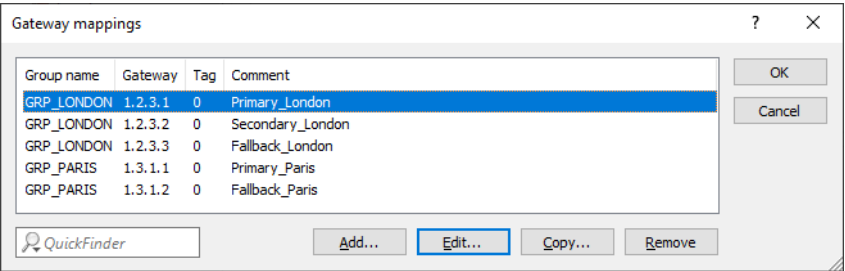 Gateway mappings
Group name Gateway Tag Comment
GRP_LONDON 1.2.3.1 0 Primary_London
GRP_LONDON 1.2.3.2 0 Secondary_London
GRP_LONDON 1.2.3.3 0 Fallback_London
GRP_PARIS 1.3.1.1 0 Primary_Paris
GRP_PARIS 1.3.1.2 0 Fallback_Paris
OK
Cancel
QuickFinder
Add... Edit... Copy... Remove